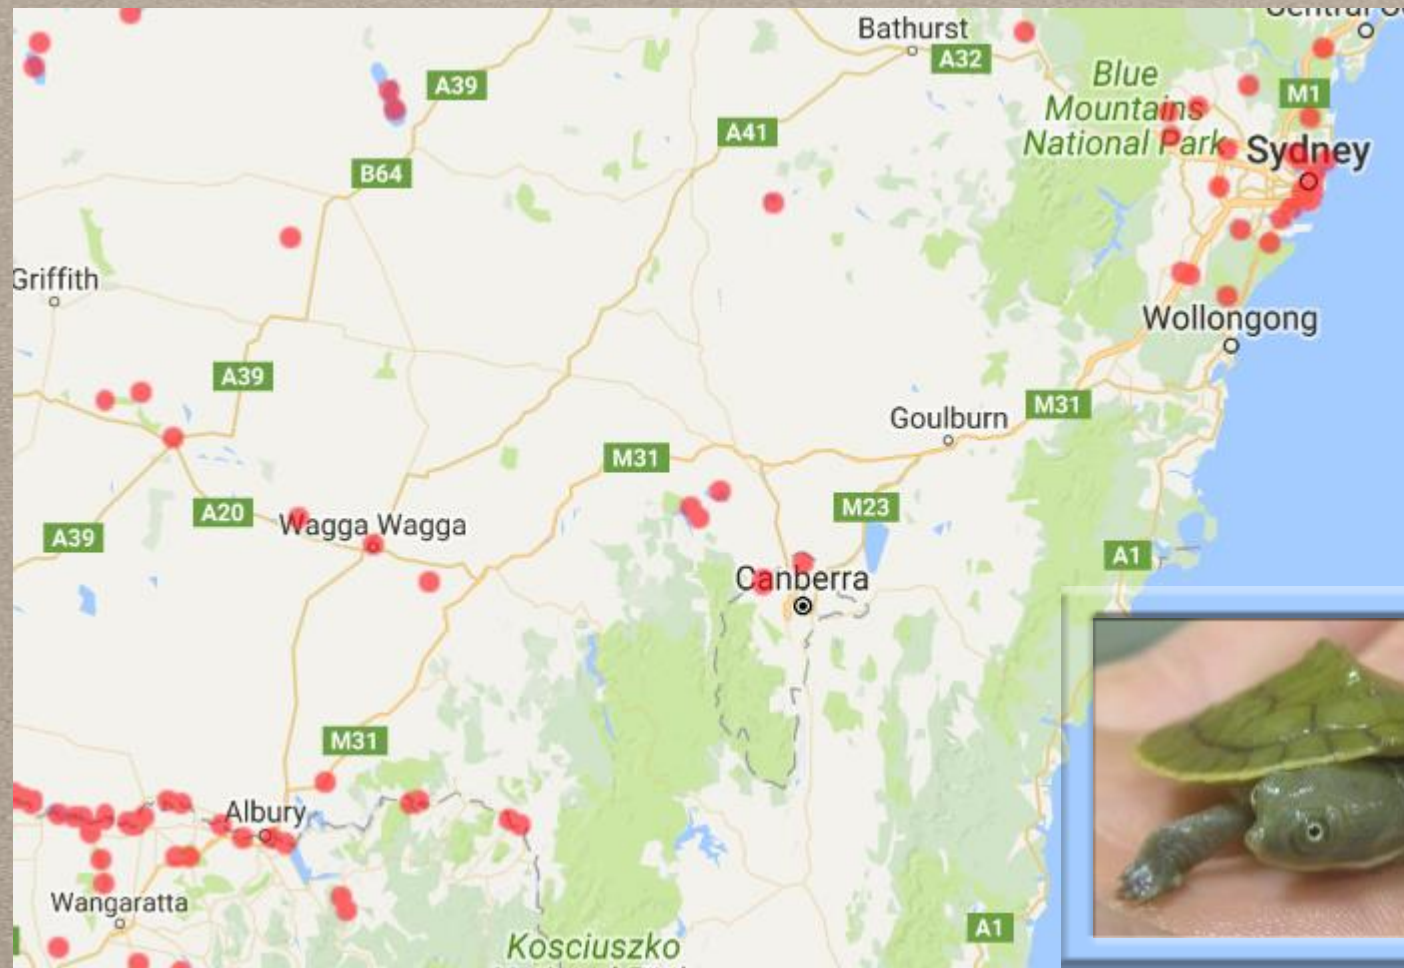 Central
Bathurst
A32
A39
Blue
Mountains
National Park
M1
A41
Sydney
B64
Griffith
Wollongong
A39
M31
Goulburn
M31
A20
M23
Wagga Wagga
A39
A1
Canberra
M31
Albury
Wangaratta
A1
Kosciuszko